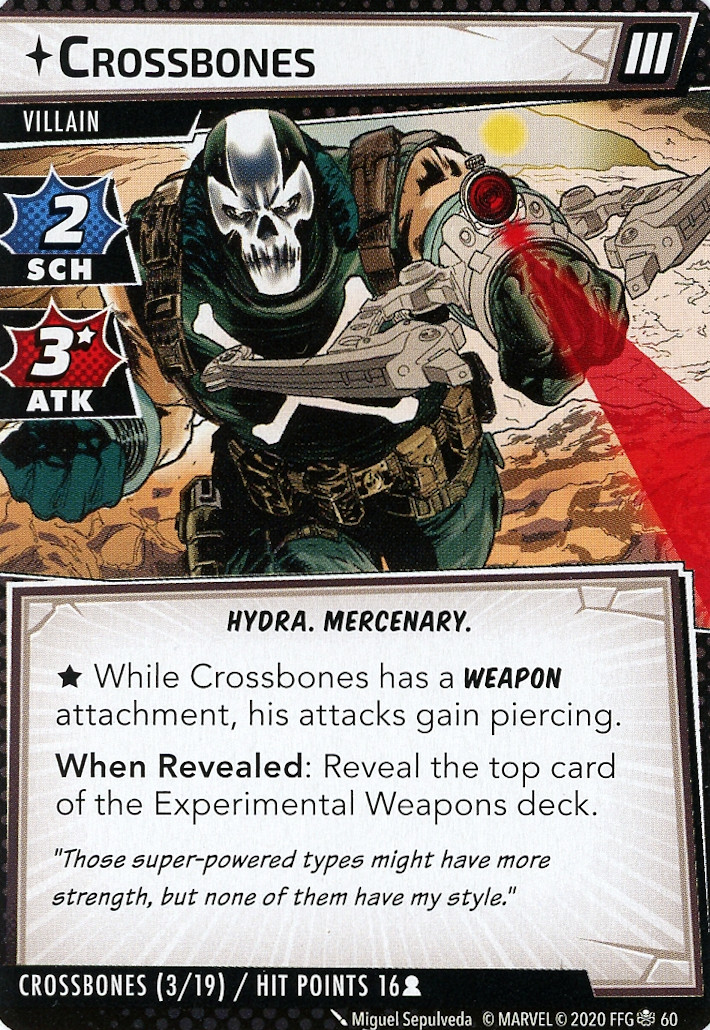 CROSSBONES
III
VILLAIN
2
SCH
3
ATK
HYDRA. MERCENARY.
★ While Crossbones has a WEAPON
attachment, his attacks gain piercing.
When Revealed: Reveal the top card
of the Experimental Weapons deck.
"Those super-powered types might have more
strength, but none of them have my style."
CROSSBONES (3/19) / HIT POINTS 16
Miguel Sepulveda © MARVEL © 2020 FFG 60